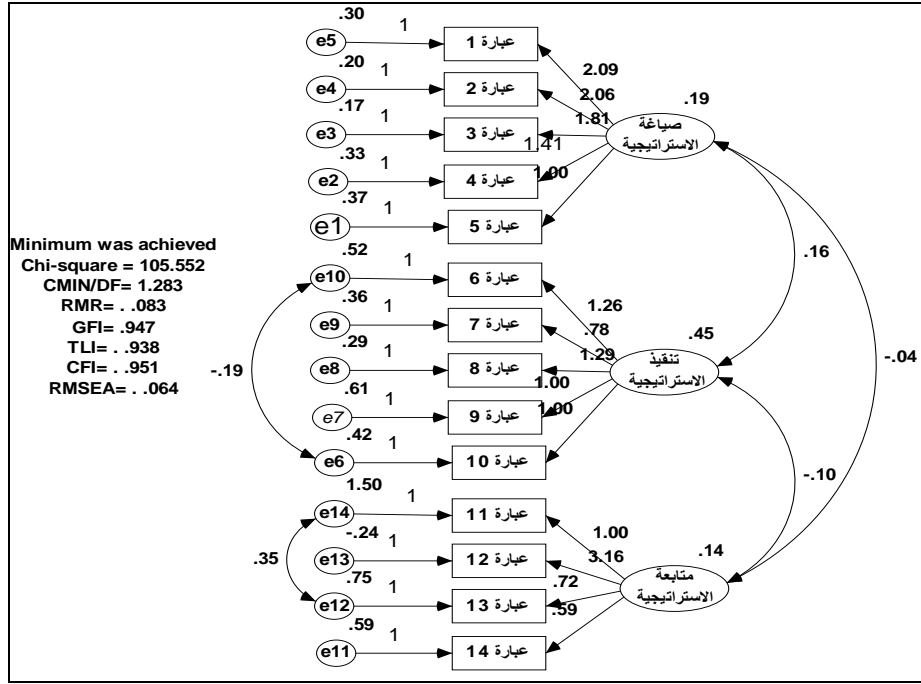 .30
e5
1
عبارة 1
.20
e4
1
عبارة 2
.17
e3
1
عبارة 3
.33
e2
1
عبارة 4
.37
e1
1
عبارة 5
2.09
2.06
1.81
1.41
1.00
.19
صياغة
الاستراتيجية
Minimum was achieved
Chi-square = 105.552
CMIN/DF= 1.283
RMR= . .083
GFI= .947
TLI= . .938
CFI= . .951
RMSEA= . .064
.52
e10
1
عبارة 6
.36
e9
1
عبارة 7
.29
e8
1
عبارة 8
.61
e7
1
عبارة 9
.42
e6
1
عبارة 10
-.19
1.26
.78
1.29
1.00
1.00
.45
تنفيذ
الاستراتيجية
.16
-.04
-.10
1.50
e14
1
عبارة 11
-.24
e13
1
عبارة 12
.75
e12
1
عبارة 13
.59
e11
1
عبارة 14
.35
1.00
3.16
.72
.59
.14
متابعة
الاستراتيجية